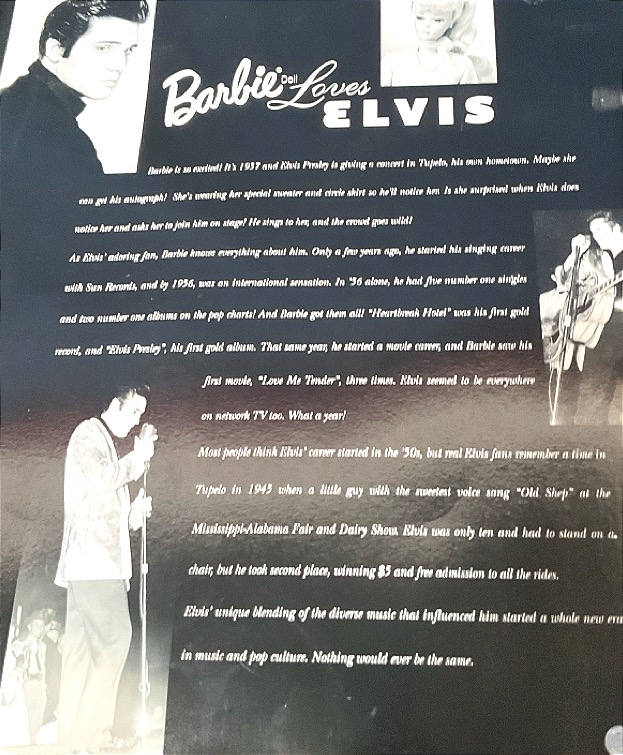 Barbie Doll Loves
ELVIS
Barbie is so excited! It's 1957 and Elvis Presley is giving a concert in Tupelo, his own hometown. Maybe she
can get his autograph! She's wearing her special sweater and circle skirt so he'll notice her. Is she surprised when Elvis does
notice her and asks her to join him on stage! He sings to her, and the crowd goes wild!
As Elvis' adoring fan, Barbie knows everything about him. Only a few years ago, he started his singing career
with Sun Records, and by 1956, was an international sensation. In '56 alone, he had five number one singles
and two number one albums on the pop charts! And Barbie got them all! "Heartbreak Hotel" was his first gold
record, and "Elvis Presley", his first gold album. That same year, he started a movie career, and Barbie saw his
first movie, "Love Me Tender", three times. Elvis seemed to be everywhere
on network TV too. What a year!
Most people think Elvis' career started in the '50s, but real Elvis fans remember a time in
Tupelo in 1945 when a little guy with the sweetest voice sang "Old Shep" at the
Mississippi-Alabama Fair and Dairy Show. Elvis was only ten and had to stand on a
chair, but he took second place, winning $5 and free admission to all the rides.
Elvis' unique blending of the diverse music that influenced him started a whole new era
in music and pop culture. Nothing would ever be the same.